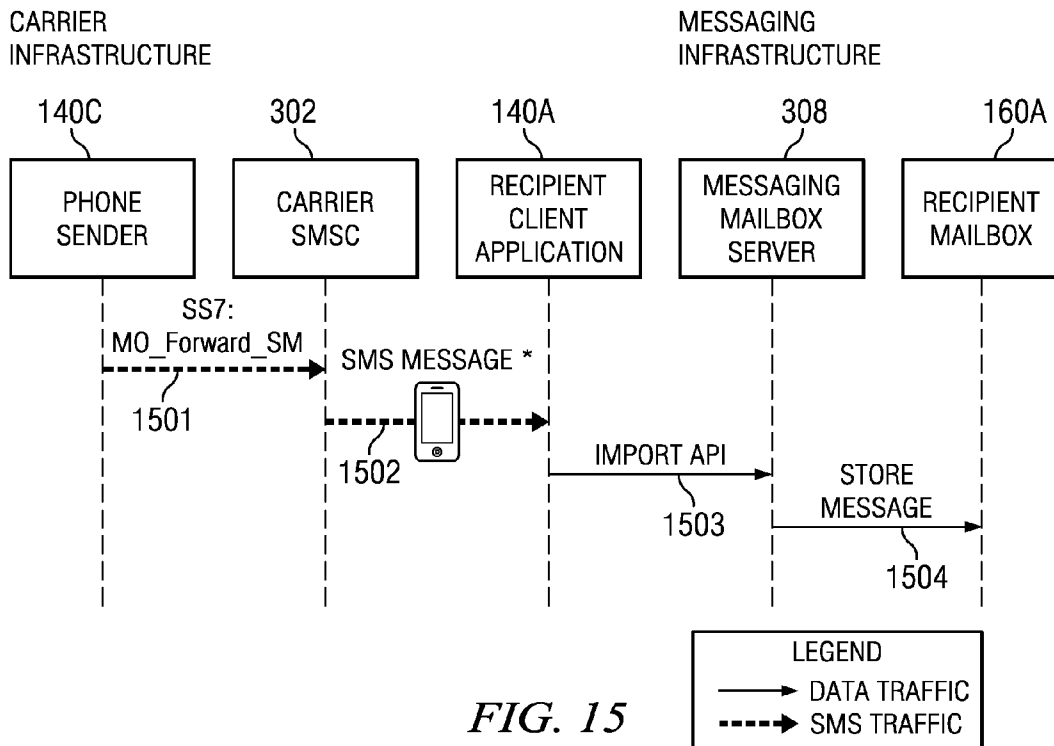 CARRIER
INFRASTRUCTURE
MESSAGING
INFRASTRUCTURE
140C
302
140A
308
160A
PHONE
SENDER
CARRIER
SMSC
RECIPIENT
CLIENT
APPLICATION
MESSAGING
MAILBOX
SERVER
RECIPIENT
MAILBOX
SS7:
MO_Forward_SM
1501
SMS MESSAGE *
1502
IMPORT API
1503
STORE
MESSAGE
1504
LEGEND
DATA TRAFFIC
SMS TRAFFIC
FIG. 15